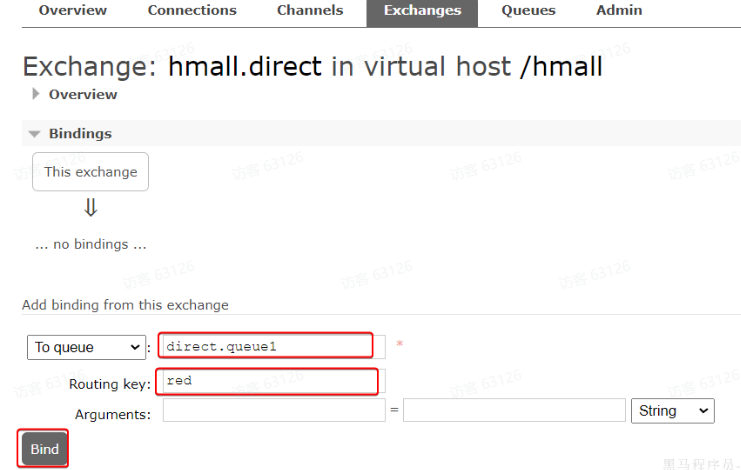 Overview Connections Channels Exchanges Queues Admin
Exchange: hmall.direct in virtual host /hmall
Overview
Bindings
This exchange
⇓
... no bindings ...
Add binding from this exchange
To queue : direct.queue1 *
Routing key: red
Arguments: = String
Bind
访客 63126
黑马程序员